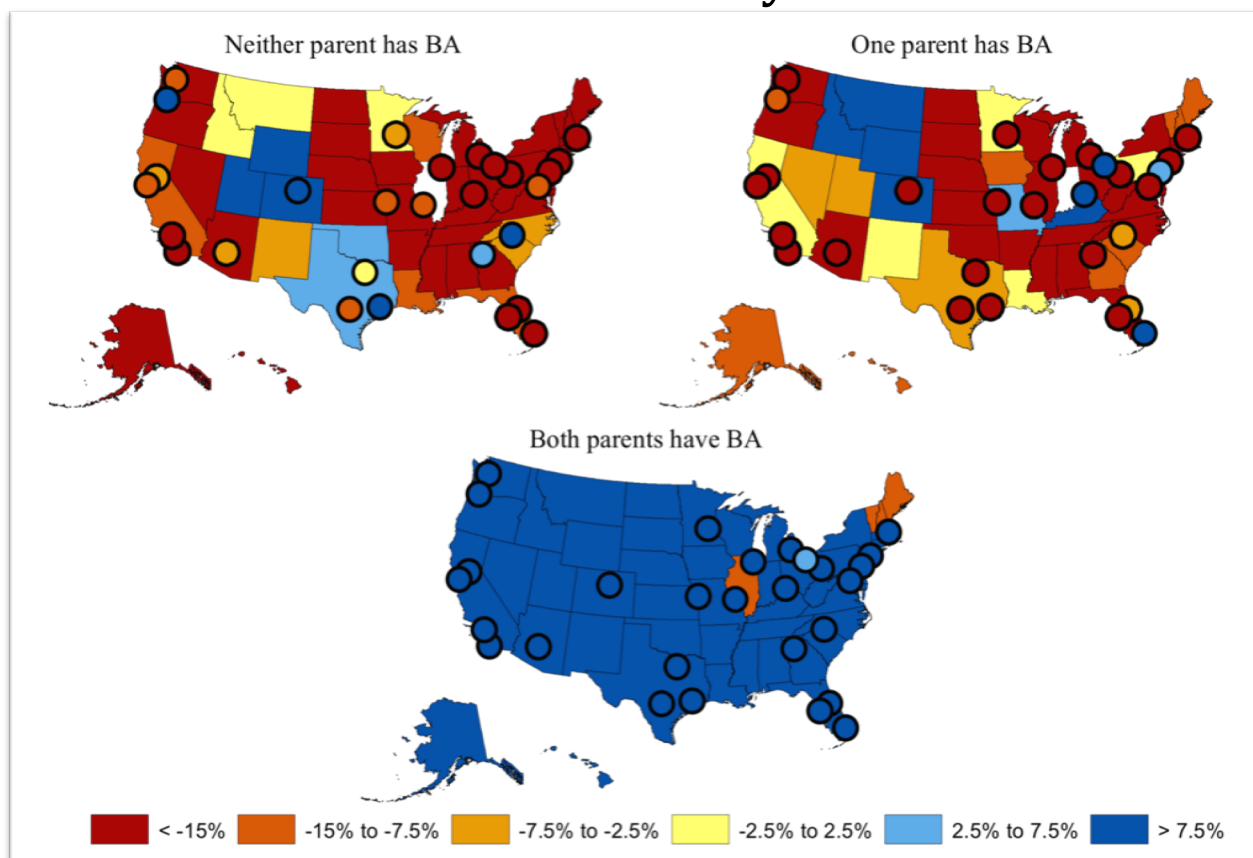 Neither parent has BA
One parent has BA
Both parents have BA
< -15%
-15% to -7.5%
-7.5% to -2.5%
-2.5% to 2.5%
2.5% to 7.5%
> 7.5%